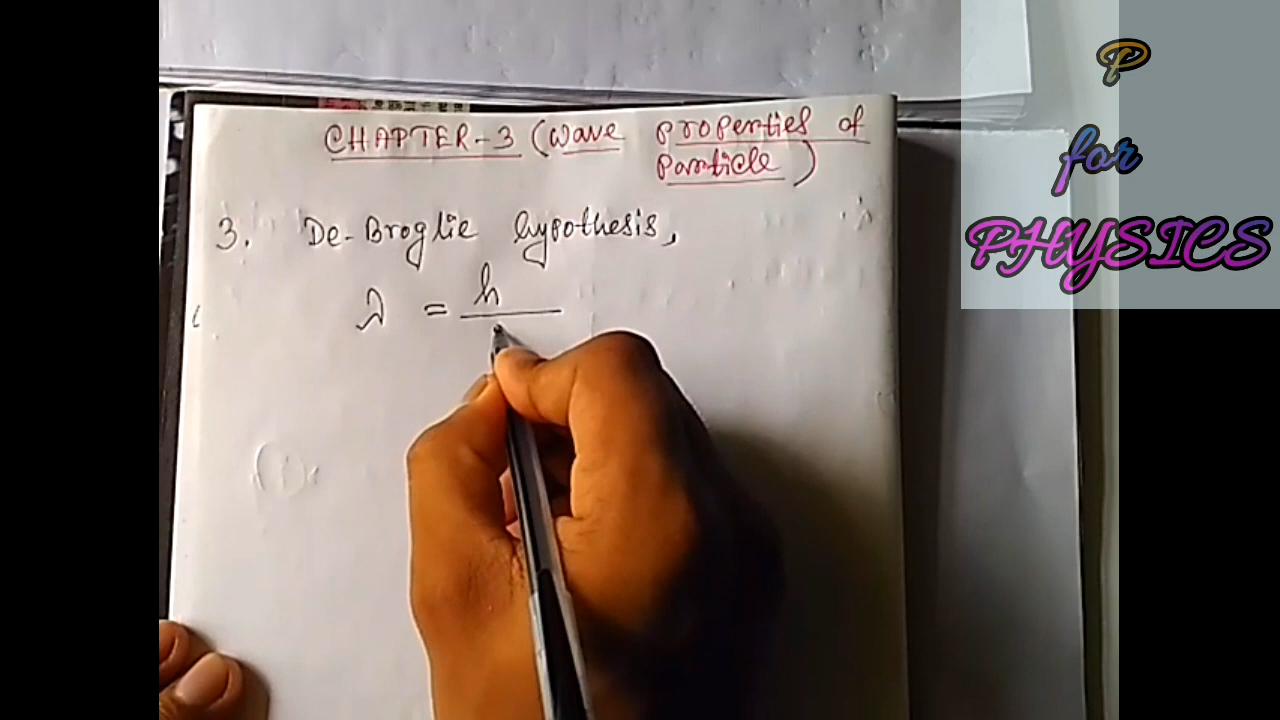 CHAPTER-3 (Wave properties of
Particle)
3. De-Broglie hypothesis,
λ = h
P
for
PHYSICS